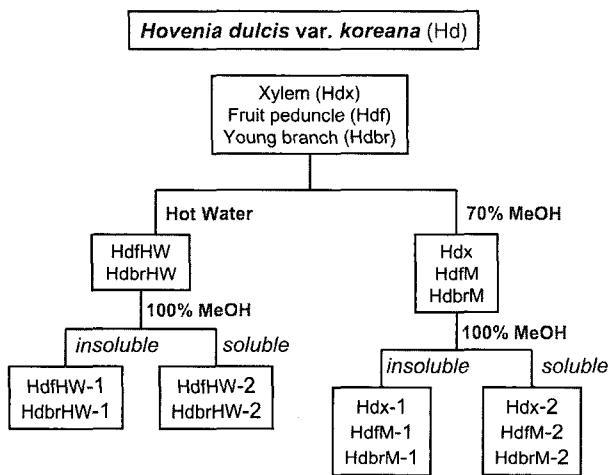 Hovenia dulcis var. koreana (Hd)
Xylem (Hdx)
Fruit peduncle (Hdf)
Young branch (Hdbr)
Hot Water
70% MeOH
HdfHW
HdbrHW
Hdx
HdfM
HdbrM
100% MeOH
100% MeOH
insoluble
soluble
insoluble
soluble
HdfHW-1
HdbrHW-1
HdfHW-2
HdbrHW-2
Hdx-1
HdfM-1
HdbrM-1
Hdx-2
HdfM-2
HdbrM-2